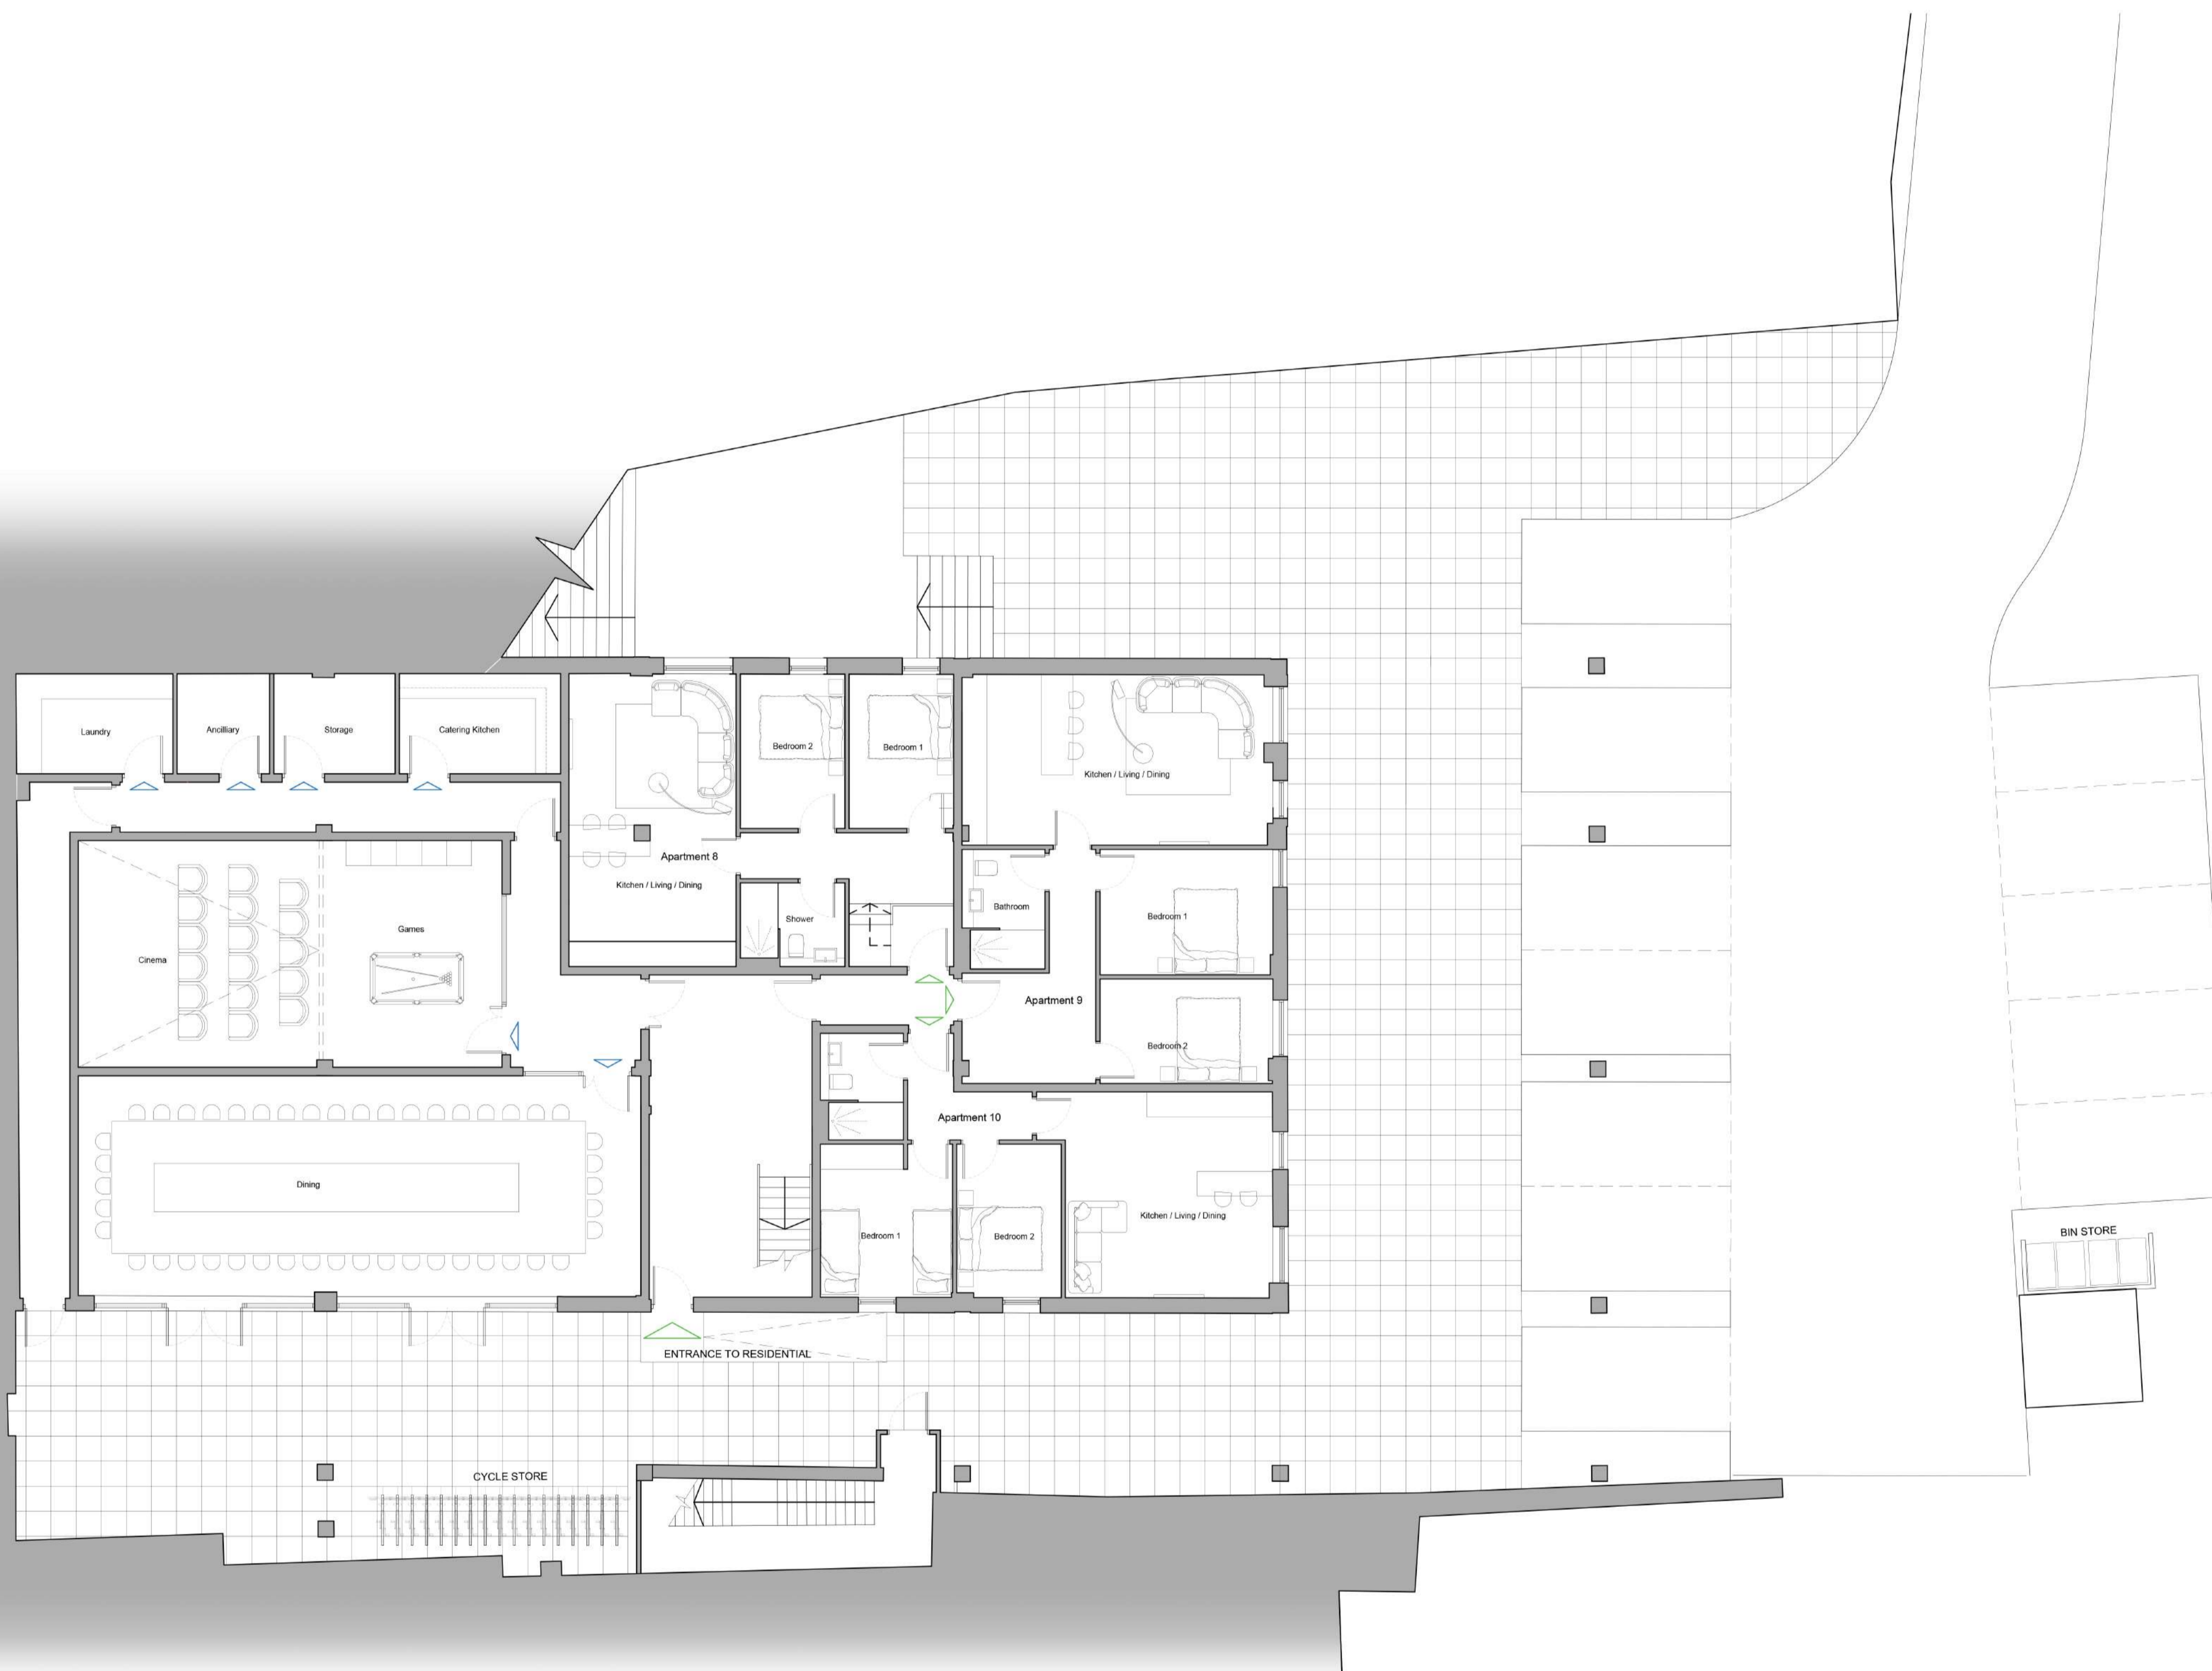 Laundry
Ancilliary
Storage
Catering Kitchen
Bedroom 2
Bedroom 1
Kitchen / Living / Dining
Apartment 8
Kitchen / Living / Dining
Shower
Bathroom
Bedroom 1
Games
Cinema
Apartment 9
Bedroom 2
Apartment 10
Dining
Bedroom 1
Bedroom 2
Kitchen / Living / Dining
BIN STORE
ENTRANCE TO RESIDENTIAL
CYCLE STORE